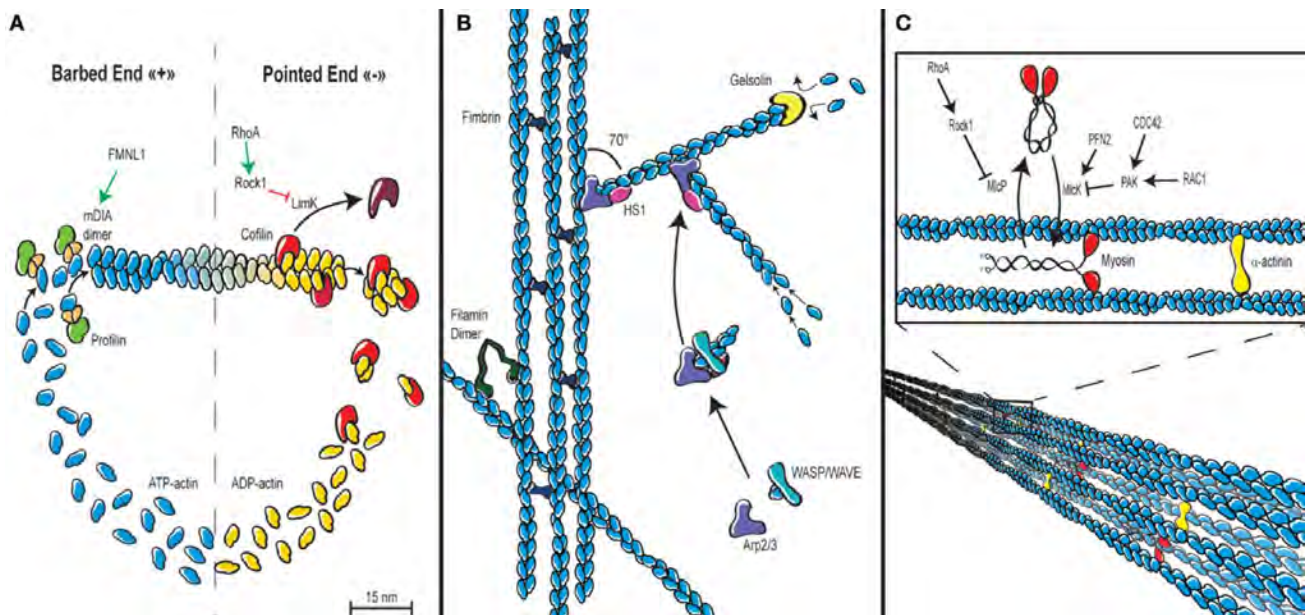 A
Barbed End «+»
Pointed End «-»
FMNL1
RhoA
Rock1
LimK
mDIA
dimer
Cofilin
Profilin
ATP-actin
ADP-actin
15 nm
B
Fimbrin
Gelsolin
70°
HS1
Filamin
Dimer
WASP/WAVE
Arp2/3
C
RhoA
Rock1
MlcP
PFN2
CDC42
MlcK
PAK
RAC1
Myosin
α-actinin